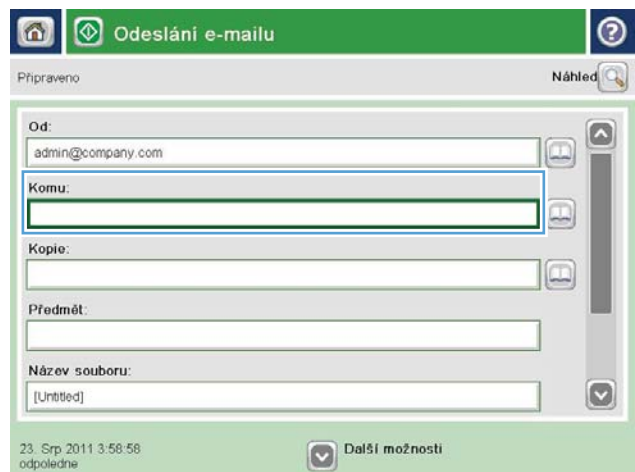 Odeslání e-mailu
Připraveno
Náhled
Od:
admin@company.com
Komu:
Kopie:
Předmět:
Název souboru:
[Untitled]
23. Srp 2011 3:58:58
odpoledne
Další možnosti